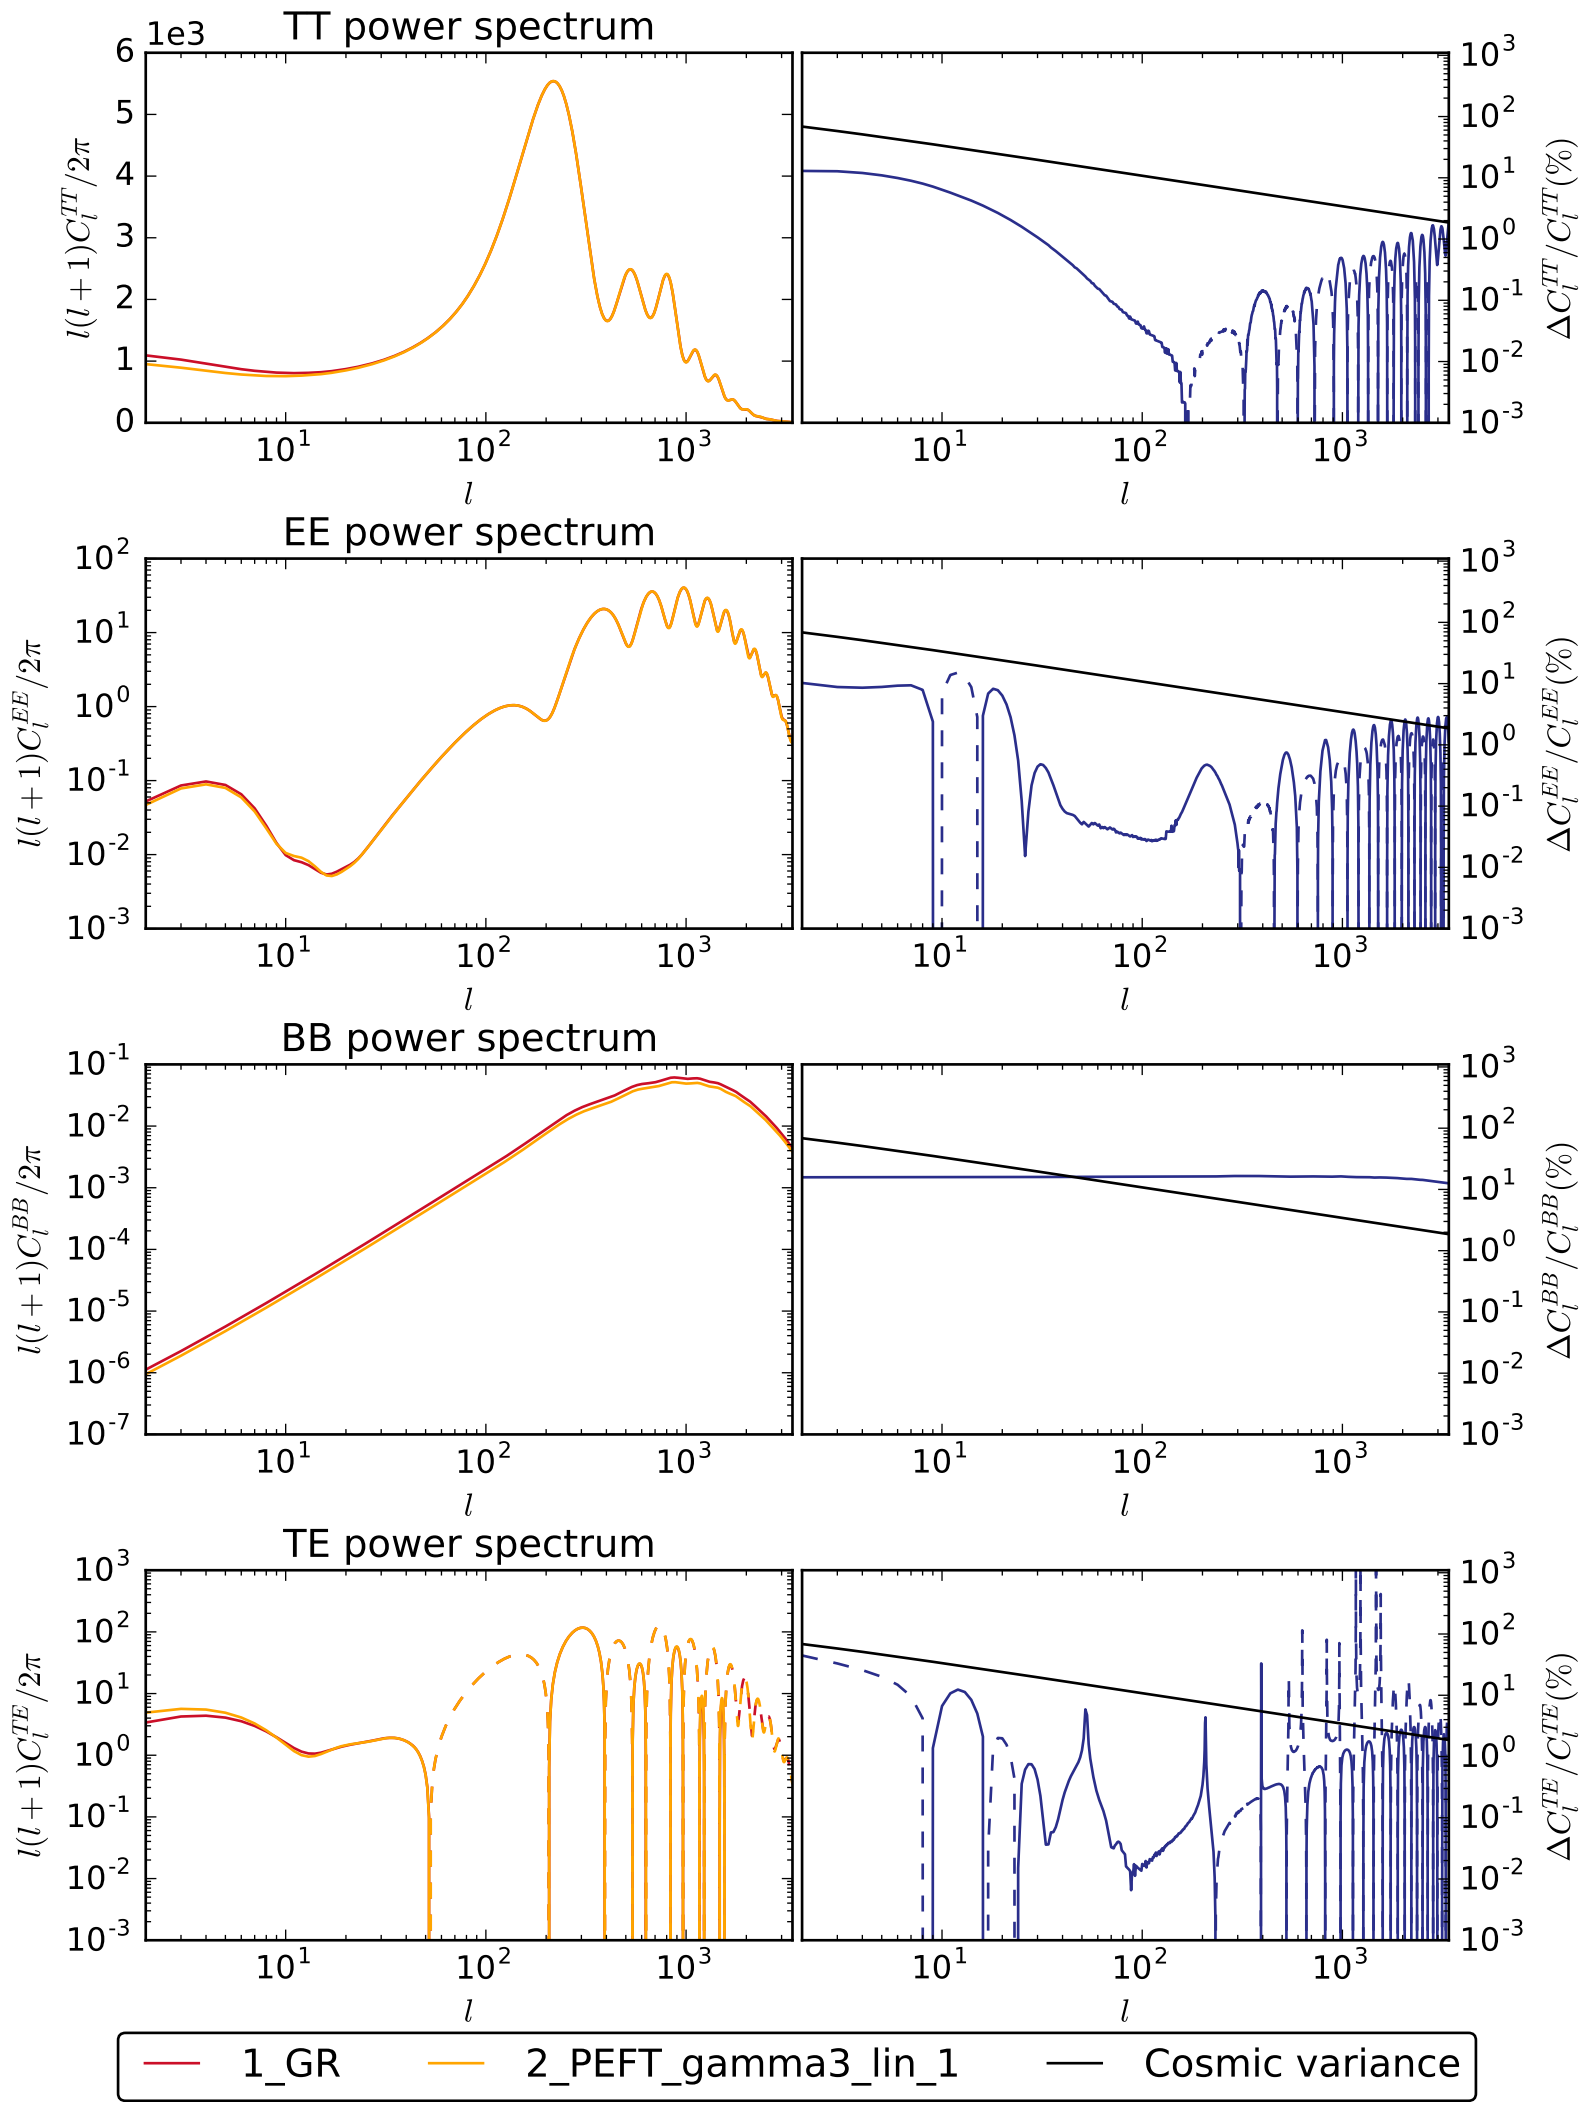 TT power spectrum
1e3
6
5
4
3
2
1
0
l(l + 1)C_l^{TT}/2π
10^1 10^2 10^3
l
10^3
10^2
10^1
10^0
10^-1
10^-2
10^-3
ΔC_l^{TT}/C_l^{TT}(%)
10^1 10^2 10^3
l
EE power spectrum
10^2
10^1
10^0
10^-1
10^-2
10^-3
l(l + 1)C_l^{EE}/2π
10^1 10^2 10^3
l
10^3
10^2
10^1
10^0
10^-1
10^-2
10^-3
ΔC_l^{EE}/C_l^{EE}(%)
10^1 10^2 10^3
l
BB power spectrum
10^-1
10^-2
10^-3
10^-4
10^-5
10^-6
10^-7
l(l + 1)C_l^{BB}/2π
10^1 10^2 10^3
l
10^3
10^2
10^1
10^0
10^-1
10^-2
10^-3
ΔC_l^{BB}/C_l^{BB}(%)
10^1 10^2 10^3
l
TE power spectrum
10^3
10^2
10^1
10^0
10^-1
10^-2
10^-3
l(l + 1)C_l^{TE}/2π
10^1 10^2 10^3
l
10^3
10^2
10^1
10^0
10^-1
10^-2
10^-3
ΔC_l^{TE}/C_l^{TE}(%)
10^1 10^2 10^3
l
1_GR 2_PEFT_gamma3_lin_1 Cosmic variance